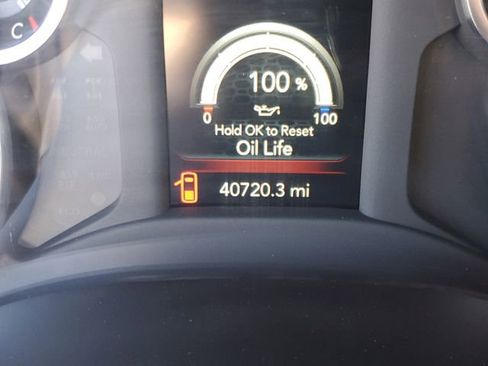 C
100 %
0 100
Hold OK to Reset
Oil Life
40720.3 mi